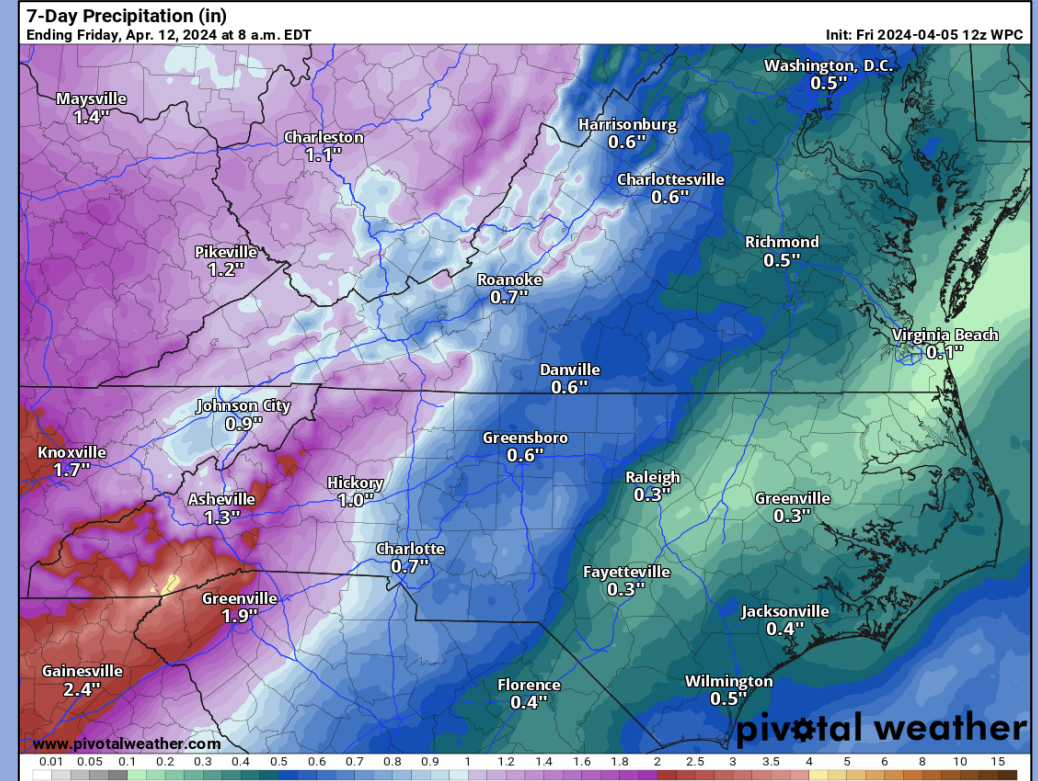 7-Day Precipitation (in)
Ending Friday, Apr. 12, 2024 at 8 a.m. EDT
Init: Fri 2024-04-05 12z WPC
Washington, D.C.
0.5"
Maysville
1.4"
Harrisonburg
0.6"
Charleston
1.1"
Charlottesville
0.6"
Richmond
0.5"
Pikeville
1.2"
Roanoke
0.7"
Virginia Beach
0.1"
Danville
0.6"
Johnson City
0.9"
Greensboro
0.6"
Knoxville
1.7"
Hickory
1.0"
Raleigh
0.3"
Asheville
1.3"
Greenville
0.3"
Charlotte
0.7"
Fayetteville
0.3"
Greenville
1.9"
Jacksonville
0.4"
Gainesville
2.4"
Florence
0.4"
Wilmington
0.5"
pivotal weather
www.pivotalweather.com
0.01 0.05 0.1 0.2 0.3 0.4 0.5 0.6 0.7 0.8 0.9 1 1.2 1.4 1.6 1.8 2 2.5 3 3.5 4 5 6 8 10 15